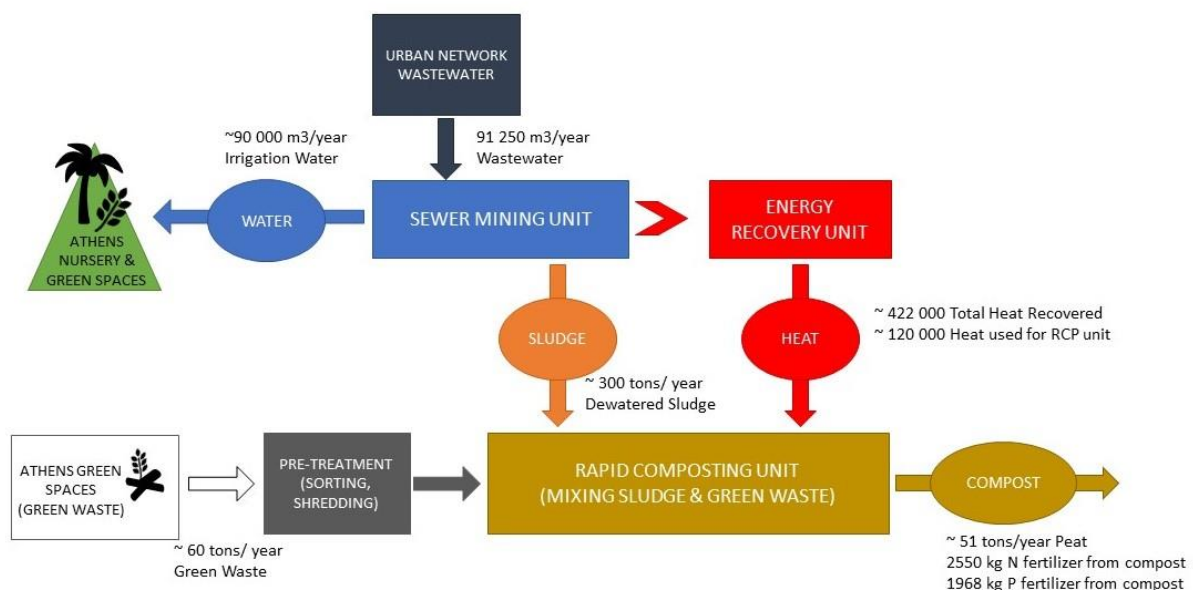 URBAN NETWORK
WASTEWATER
~90 000 m3/year
Irrigation Water
91 250 m3/year
Wastewater
WATER
SEWER MINING UNIT
ENERGY
RECOVERY UNIT
ATHENS
NURSERY &
GREEN SPACES
SLUDGE
HEAT
~ 422 000 Total Heat Recovered
~ 120 000 Heat used for RCP unit
~ 300 tons/ year
Dewatered Sludge
ATHENS GREEN
SPACES
(GREEN WASTE)
PRE-TREATMENT
(SORTING,
SHREDDING)
RAPID COMPOSTING UNIT
(MIXING SLUDGE & GREEN WASTE)
COMPOST
~ 60 tons/ year
Green Waste
~ 51 tons/year Peat
2550 kg N fertilizer from compost
1968 kg P fertilizer from compost